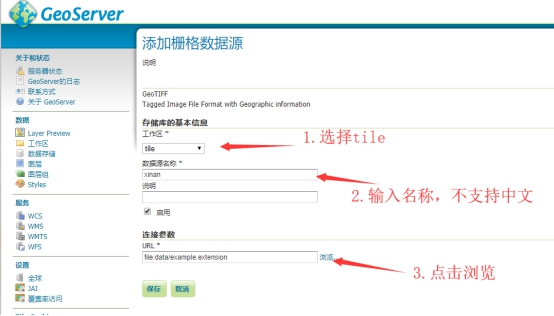 GeoServer
关于和状态
服务器状态
GeoServer的日志
联系方式
关于 GeoServer
数据
Layer Preview
工作区
数据存储
图层
图层组
Styles
服务
WCS
WMS
WMTS
WFS
设置
全球
JAI
覆盖率访问
添加栅格数据源
说明
GeoTIFF
Tagged Image File Format with Geographic information
存储库的基本信息
工作区 *
tile
1.选择tile
数据源名称 *
xinan
2.输入名称，不支持中文
说明
启用
连接参数
URL *
file:data/example.extension
浏览...
3.点击浏览
保存
取消